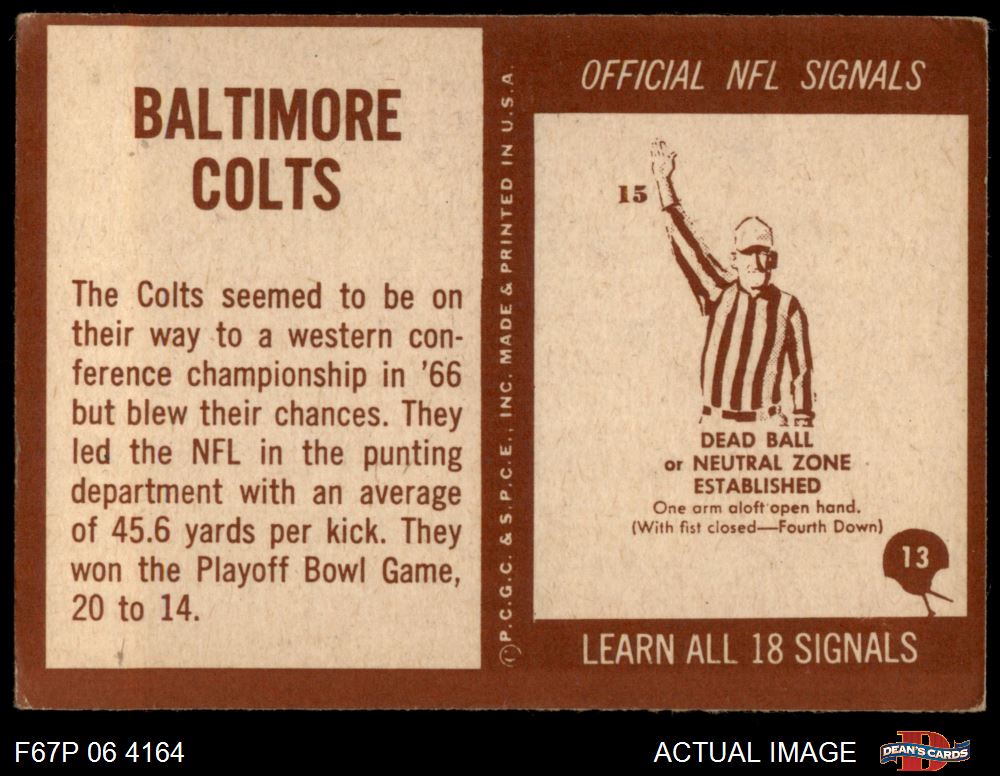 BALTIMORE
COLTS
The Colts seemed to be on
their way to a western con-
ference championship in '66
but blew their chances. They
led the NFL in the punting
department with an average
of 45.6 yards per kick. They
won the Playoff Bowl Game,
20 to 14.
©P.C.G.C. & S.P.C.E., INC. MADE & PRINTED IN U.S.A.
OFFICIAL NFL SIGNALS
15
DEAD BALL
or NEUTRAL ZONE
ESTABLISHED
One arm aloft open hand.
(With fist closed—Fourth Down)
13
LEARN ALL 18 SIGNALS
F67P 06 4164
ACTUAL IMAGE
D
DEAN'S CARDS